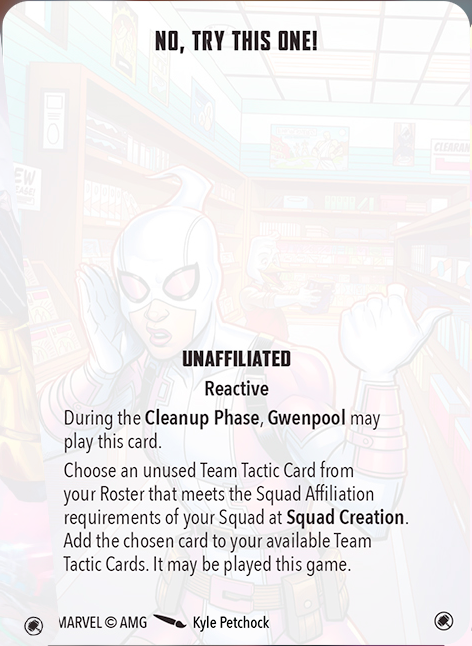 NO, TRY THIS ONE!
CLEARAN
UNAFFILIATED
Reactive
During the Cleanup Phase, Gwenpool may
play this card.
Choose an unused Team Tactic Card from
your Roster that meets the Squad Affiliation
requirements of your Squad at Squad Creation.
Add the chosen card to your available Team
Tactic Cards. It may be played this game.
MARVEL © AMG Kyle Petchock